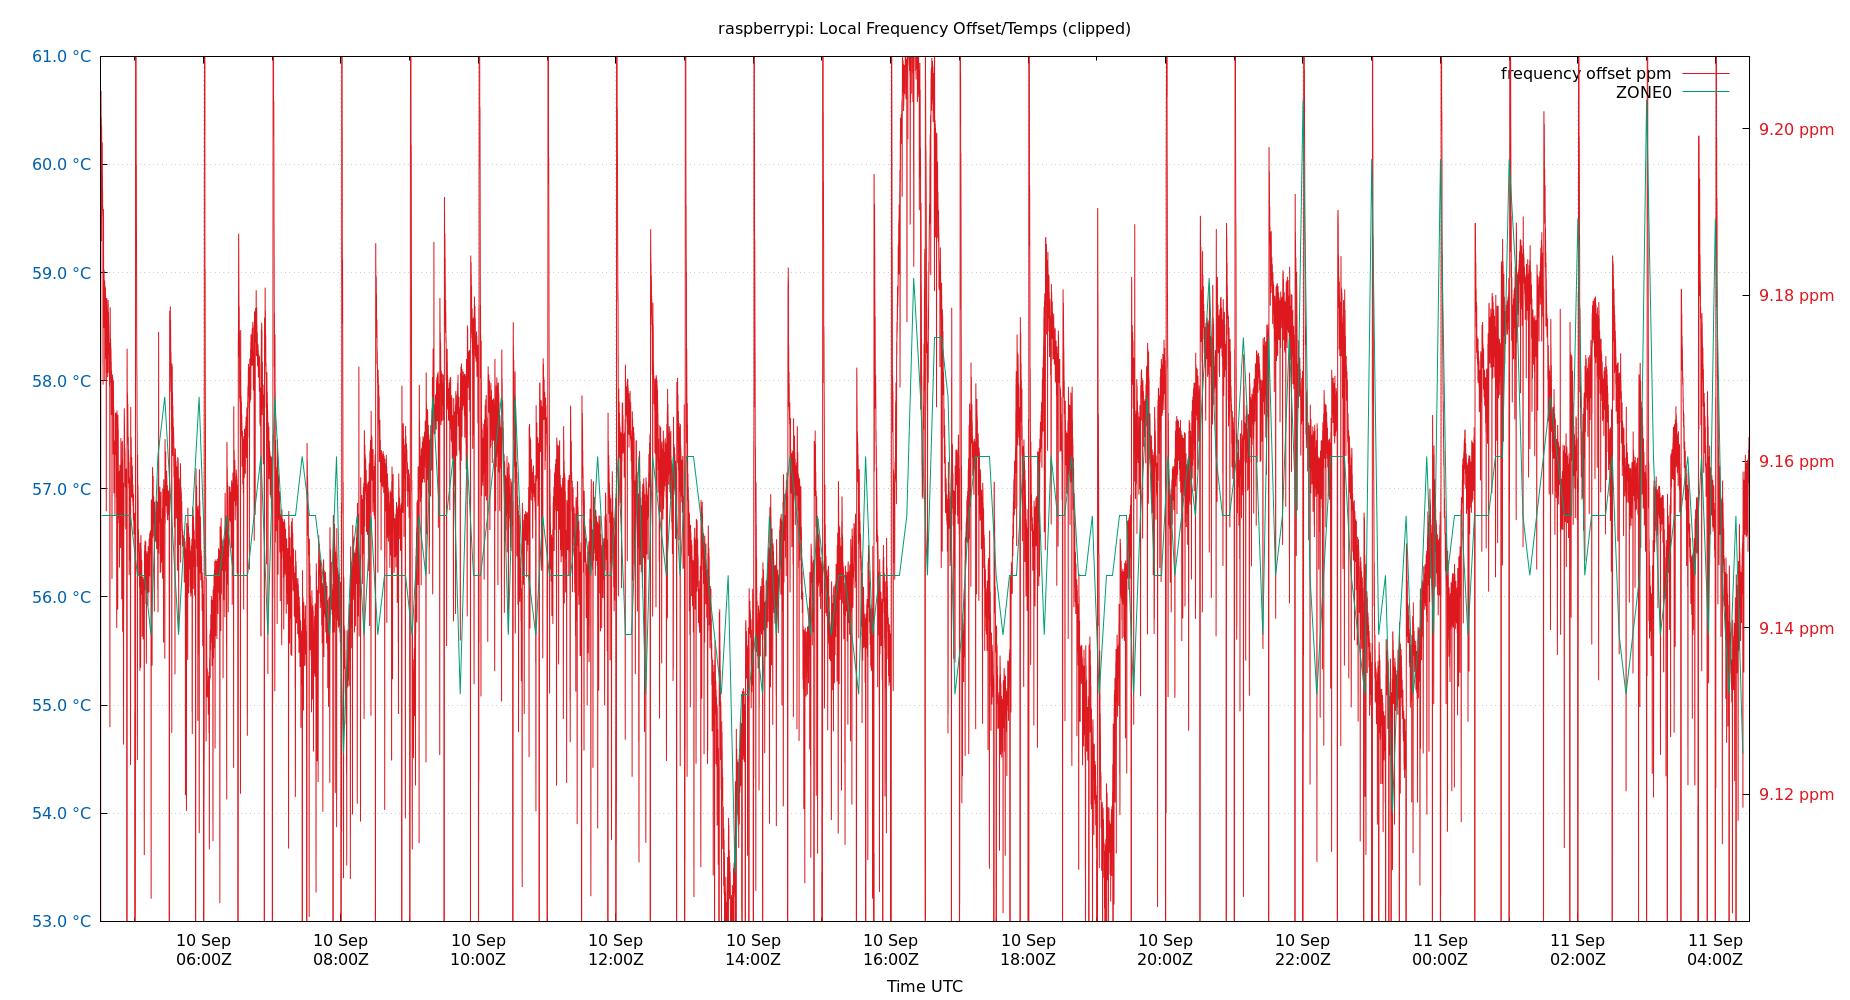 raspberrypi: Local Frequency Offset/Temps (clipped)
61.0 °C
60.0 °C
59.0 °C
58.0 °C
57.0 °C
56.0 °C
55.0 °C
54.0 °C
53.0 °C
frequency offset ppm
ZONE0
9.20 ppm
9.18 ppm
9.16 ppm
9.14 ppm
9.12 ppm
10 Sep 10 Sep 10 Sep 10 Sep 10 Sep 10 Sep 10 Sep 10 Sep 10 Sep 11 Sep 11 Sep 11 Sep
06:00Z 08:00Z 10:00Z 12:00Z 14:00Z 16:00Z 18:00Z 20:00Z 22:00Z 00:00Z 02:00Z 04:00Z
Time UTC